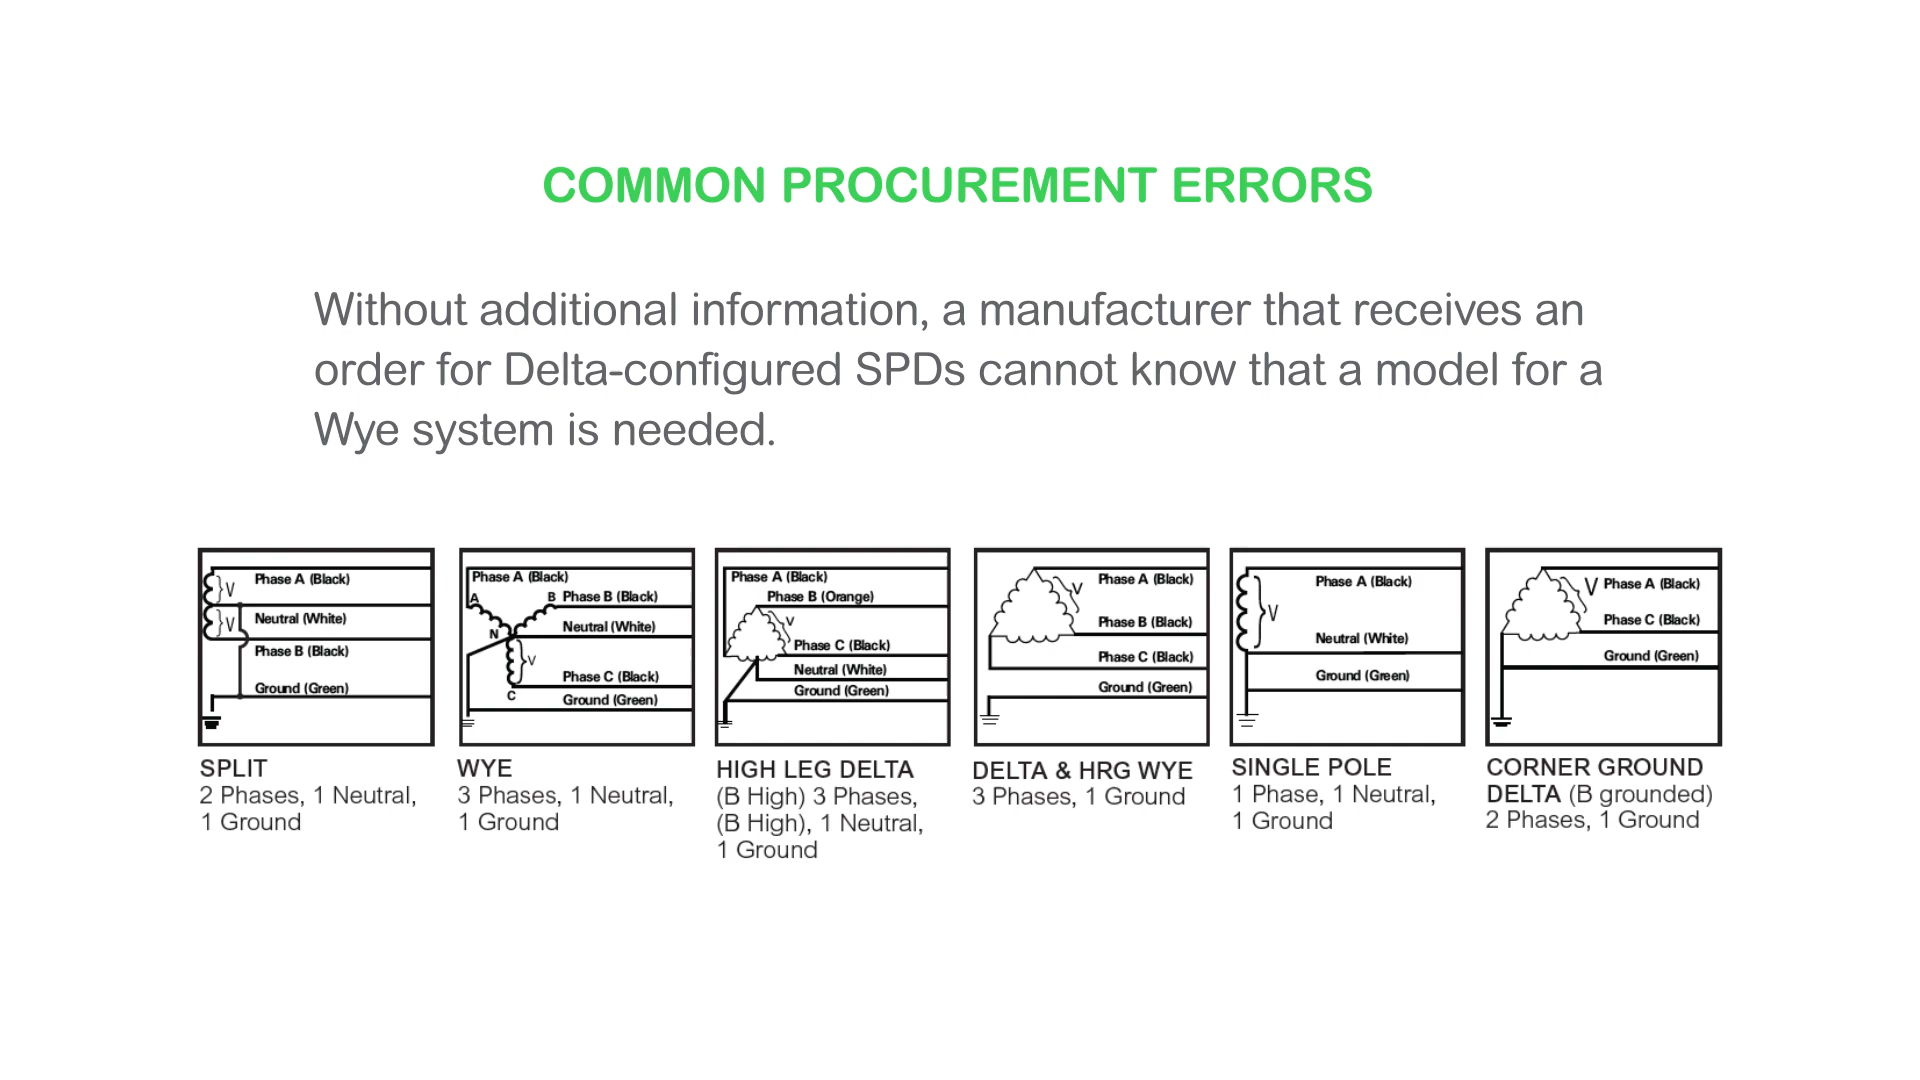 COMMON PROCUREMENT ERRORS
Without additional information, a manufacturer that receives an
order for Delta-configured SPDs cannot know that a model for a
Wye system is needed.
Phase A (Black)
V
Neutral (White)
V
Phase B (Black)
Ground (Green)
SPLIT
2 Phases, 1 Neutral,
1 Ground
Phase A (Black)
A
B Phase B (Black)
N
Neutral (White)
V
Phase C (Black)
C
Ground (Green)
WYE
3 Phases, 1 Neutral,
1 Ground
Phase A (Black)
Phase B (Orange)
V
Phase C (Black)
Neutral (White)
Ground (Green)
HIGH LEG DELTA
(B High) 3 Phases,
(B High), 1 Neutral,
1 Ground
Phase A (Black)
V
Phase B (Black)
Phase C (Black)
Ground (Green)
DELTA & HRG WYE
3 Phases, 1 Ground
Phase A (Black)
V
Neutral (White)
Ground (Green)
SINGLE POLE
1 Phase, 1 Neutral,
1 Ground
V Phase A (Black)
Phase C (Black)
Ground (Green)
CORNER GROUND
DELTA (B grounded)
2 Phases, 1 Ground